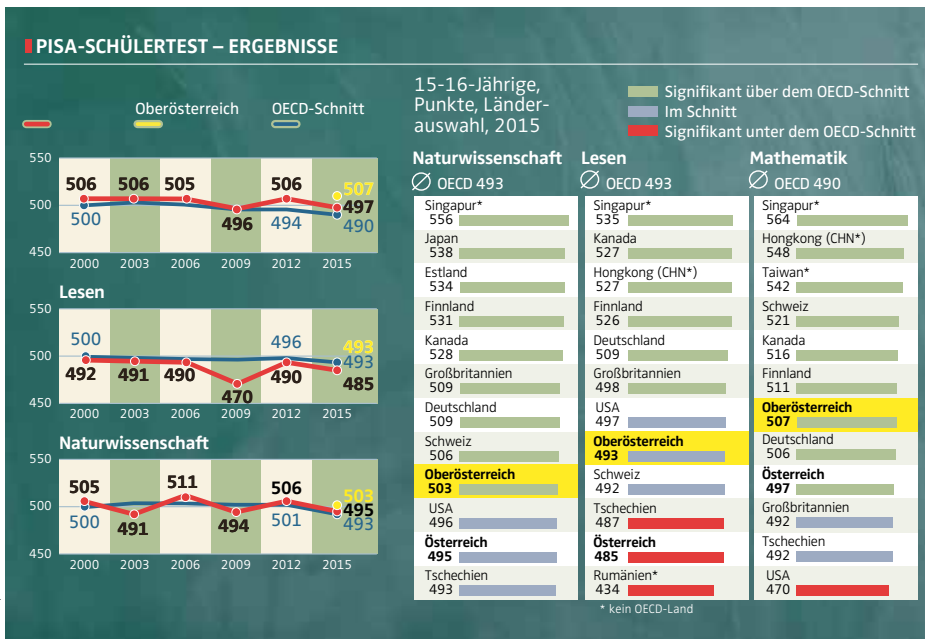 PISA-SCHÜLERTEST – ERGEBNISSE
Oberösterreich
OECD-Schnitt
550
500
450
506
506
505
496
506
507
497
490
500
494
2000 2003 2006 2009 2012 2015
Lesen
550
500
450
500
496
493
493
492
491
490
470
490
485
2000 2003 2006 2009 2012 2015
Naturwissenschaft
550
500
450
505
491
511
494
506
503
495
493
500
501
2000 2003 2006 2009 2012 2015
15-16-Jährige,
Punkte, Länder-
auswahl, 2015
Signifikant über dem OECD-Schnitt
Im Schnitt
Signifikant unter dem OECD-Schnitt
Naturwissenschaft
Ø OECD 493
Singapur*
556
Japan
538
Estland
534
Finnland
531
Kanada
528
Großbritannien
509
Deutschland
509
Schweiz
506
Oberösterreich
503
USA
496
Österreich
495
Tschechien
493
Lesen
Ø OECD 493
Singapur*
535
Kanada
527
Hongkong (CHN*)
527
Finnland
526
Deutschland
509
Großbritannien
498
USA
497
Oberösterreich
493
Schweiz
492
Tschechien
487
Österreich
485
Rumänien*
434
* kein OECD-Land
Mathematik
Ø OECD 490
Singapur*
564
Hongkong (CHN*)
548
Taiwan*
542
Schweiz
521
Kanada
516
Finnland
511
Oberösterreich
507
Deutschland
506
Österreich
497
Großbritannien
492
Tschechien
492
USA
470